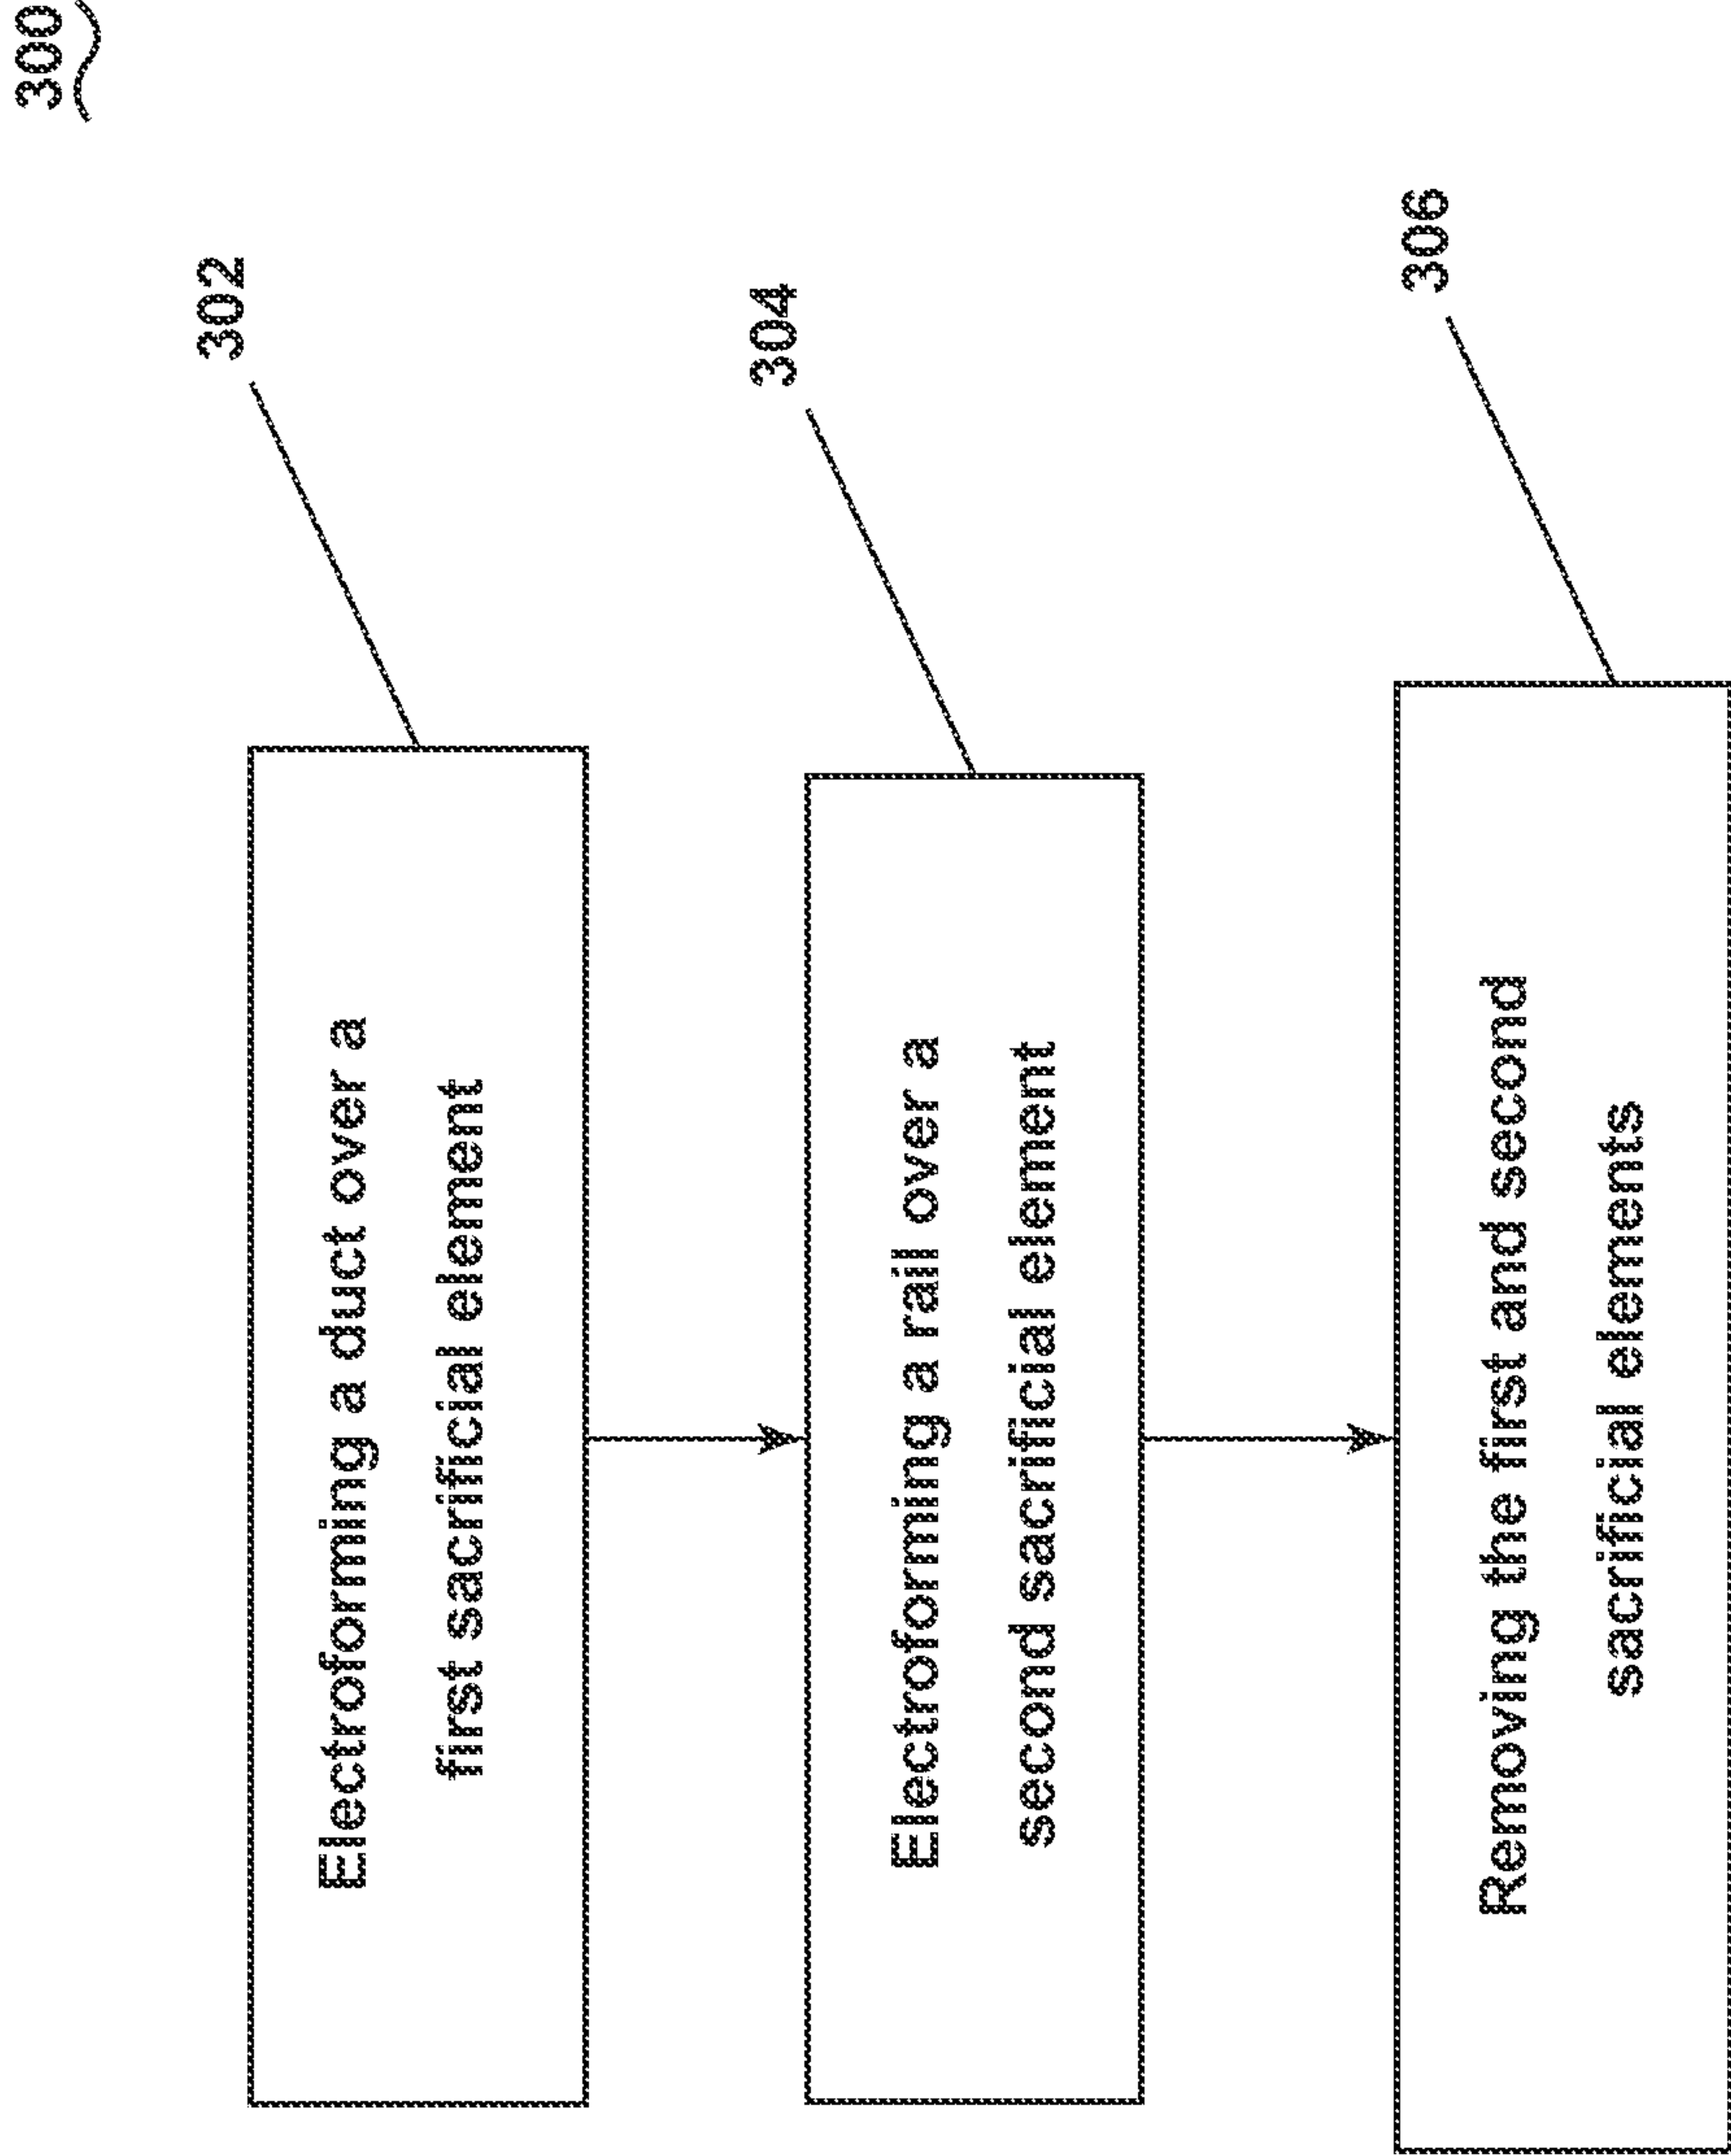 300
302
Electroforming a duct over a
first sacrificial element
304
Electroforming a rail over a
second sacrificial element
306
Removing the first and second
sacrificial elements